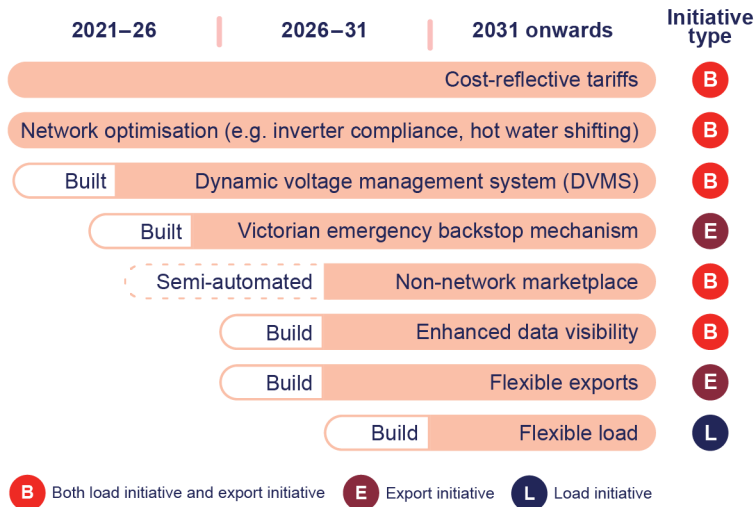 2021–26 2026–31 2031 onwards Initiative type
Cost-reflective tariffs B
Network optimisation (e.g. inverter compliance, hot water shifting) B
Built Dynamic voltage management system (DVMS) B
Built Victorian emergency backstop mechanism E
Semi-automated Non-network marketplace B
Build Enhanced data visibility B
Build Flexible exports E
Build Flexible load L
B Both load initiative and export initiative E Export initiative L Load initiative